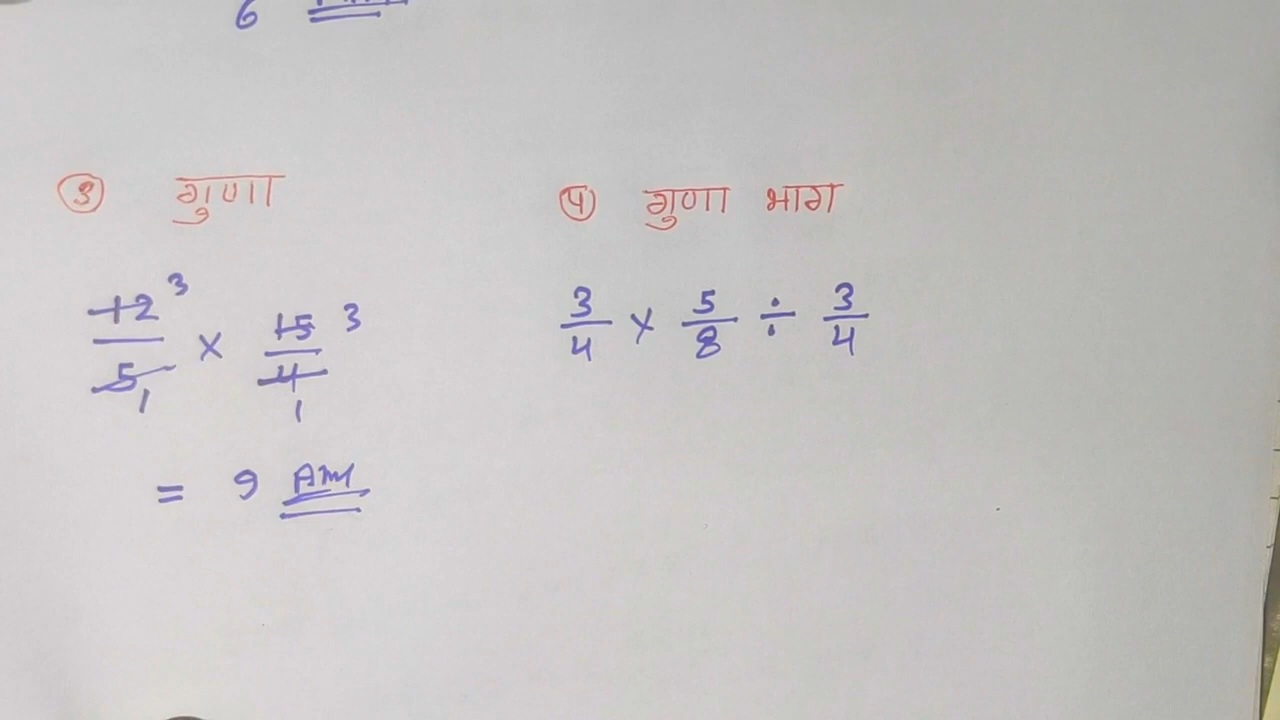 6 Ans
③ गुणा
12 3 / 5 1 × 15 3 / 4 1
= 9 Ans
④ गुणा भाग
3/4 × 5/8 ÷ 3/4